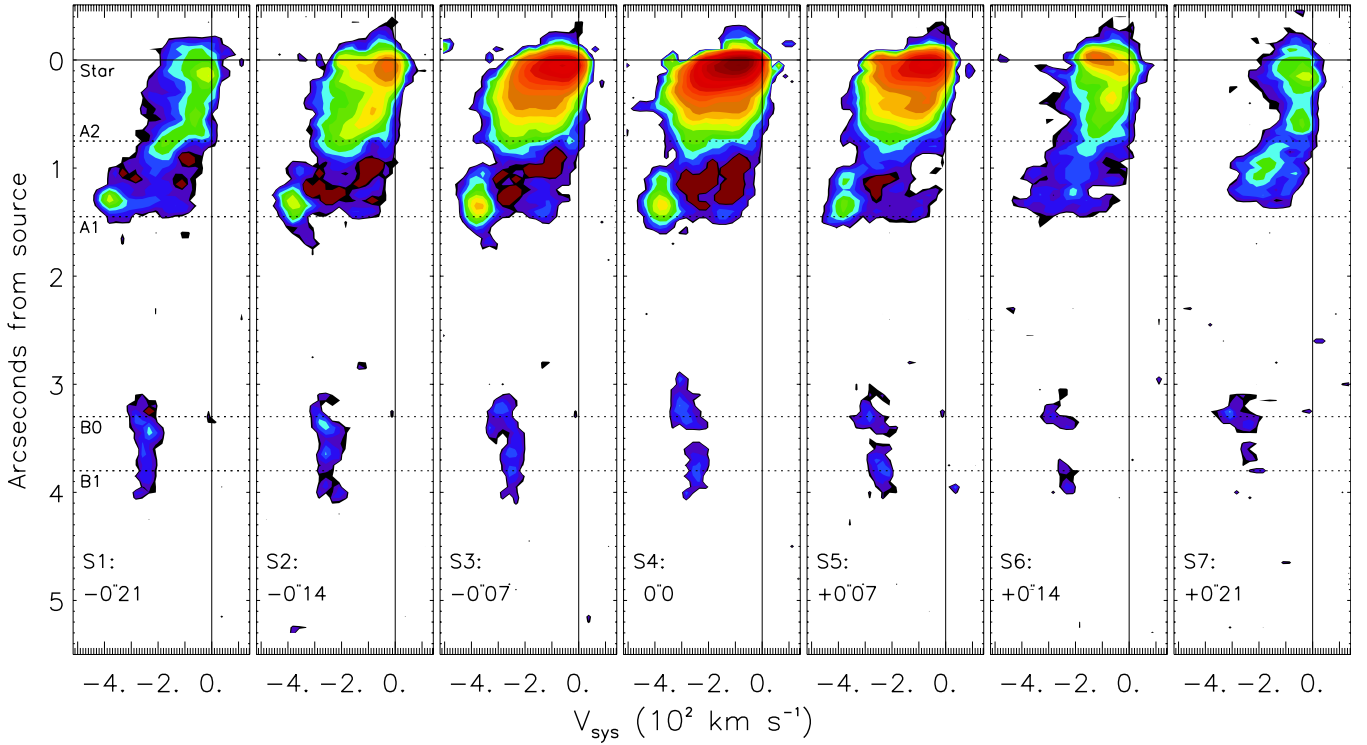 Arcseconds from source
0
1
2
3
4
5
Star
A2
A1
B0
B1
S1:
−0"21
S2:
−0"14
S3:
−0"07
S4:
0"0
S5:
+0"07
S6:
+0"14
S7:
+0"21
−4. −2. 0.
−4. −2. 0.
−4. −2. 0.
−4. −2. 0.
−4. −2. 0.
−4. −2. 0.
−4. −2. 0.
V_sys (10² km s⁻¹)